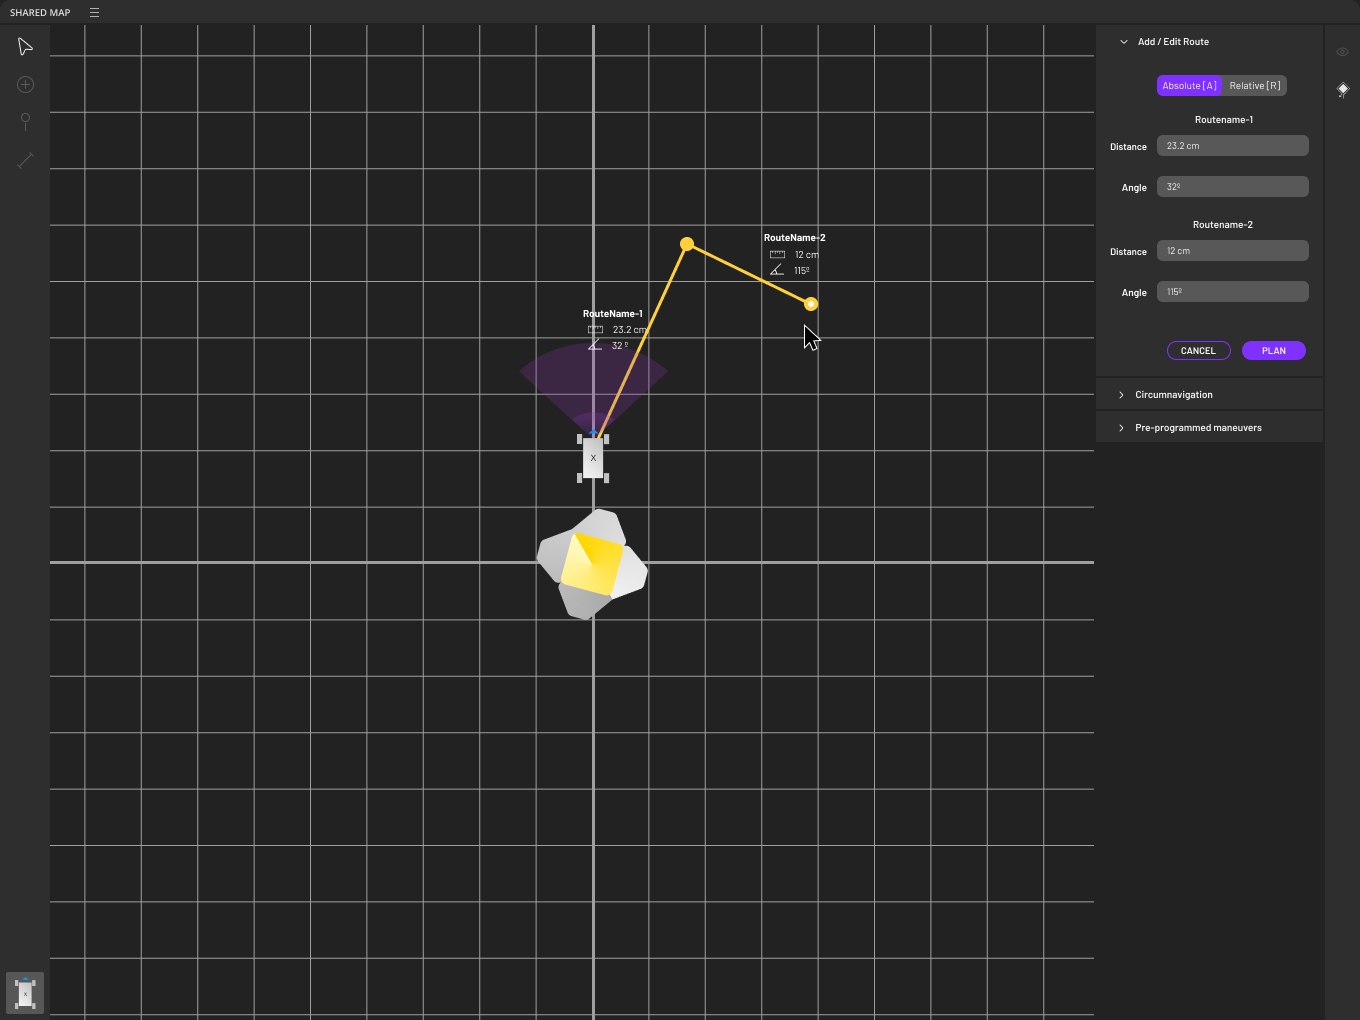 SHARED MAP
Add / Edit Route
Absolute [A] Relative [R]
Routename-1
Distance 23.2 cm
Angle 32º
Routename-2
Distance 12 cm
Angle 115º
CANCEL PLAN
Circumnavigation
Pre-programmed maneuvers
RouteName-2
12 cm
115º
RouteName-1
23.2 cm
32 º
X
X